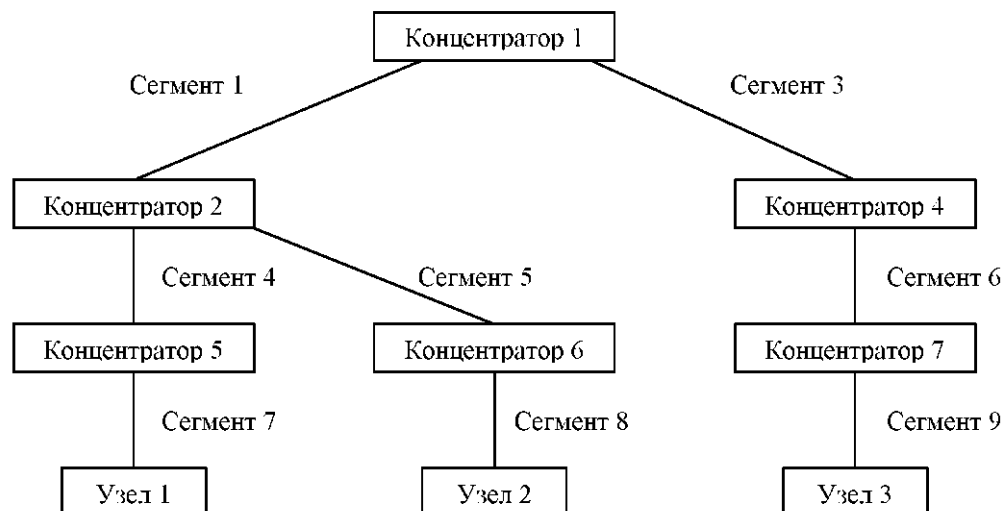 Концентратор 1
Сегмент 1
Сегмент 3
Концентратор 2
Концентратор 4
Сегмент 4
Сегмент 5
Сегмент 6
Концентратор 5
Концентратор 6
Концентратор 7
Сегмент 7
Сегмент 8
Сегмент 9
Узел 1
Узел 2
Узел 3